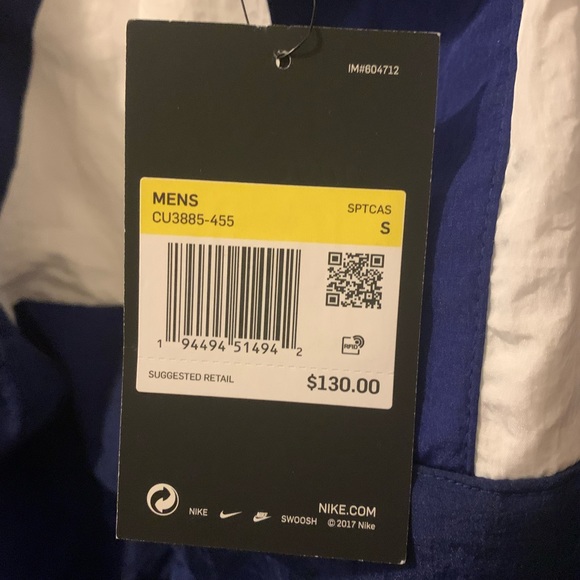 IM#604712
MENS
CU3885-455
SPTCAS
S
1 94494 51494 2
RFID
SUGGESTED RETAIL
$130.00
NIKE
SWOOSH
NIKE.COM
© 2017 Nike